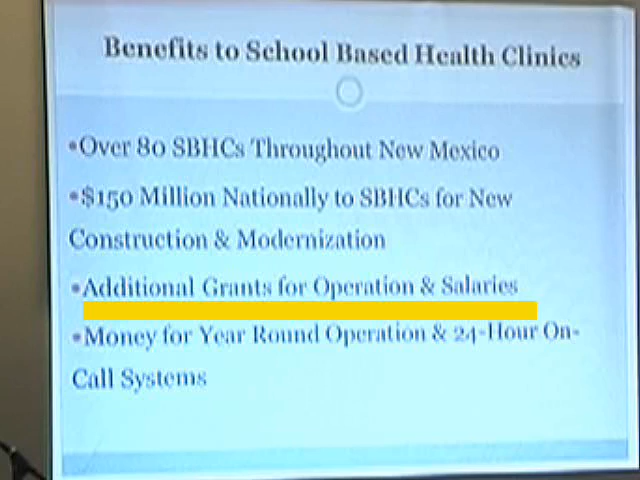 Benefits to School Based Health Clinics
•Over 80 SBHCs Throughout New Mexico
•$150 Million Nationally to SBHCs for New
Construction & Modernization
•Additional Grants for Operation & Salaries
•Money for Year Round Operation & 24-Hour On-
Call Systems